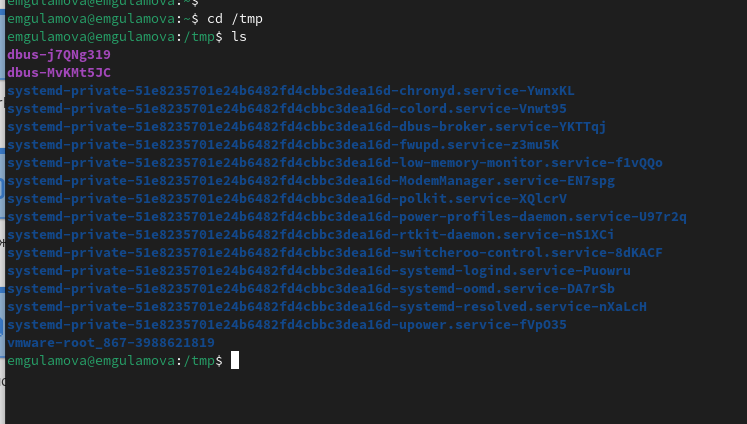 emgulamova@emgulamova:~$
emgulamova@emgulamova:~$ cd /tmp
emgulamova@emgulamova:/tmp$ ls
dbus-j7QNg319
dbus-MvKMt5JC
systemd-private-51e8235701e24b6482fd4cbbc3dea16d-chronyd.service-YwnxKL
systemd-private-51e8235701e24b6482fd4cbbc3dea16d-colord.service-Vnwt95
systemd-private-51e8235701e24b6482fd4cbbc3dea16d-dbus-broker.service-YKTTqj
systemd-private-51e8235701e24b6482fd4cbbc3dea16d-fwupd.service-z3mu5K
systemd-private-51e8235701e24b6482fd4cbbc3dea16d-low-memory-monitor.service-f1vQQo
systemd-private-51e8235701e24b6482fd4cbbc3dea16d-ModemManager.service-EN7spg
systemd-private-51e8235701e24b6482fd4cbbc3dea16d-polkit.service-XQlcrV
systemd-private-51e8235701e24b6482fd4cbbc3dea16d-power-profiles-daemon.service-U97r2q
systemd-private-51e8235701e24b6482fd4cbbc3dea16d-rtkit-daemon.service-nS1XCi
systemd-private-51e8235701e24b6482fd4cbbc3dea16d-switcheroo-control.service-8dKACF
systemd-private-51e8235701e24b6482fd4cbbc3dea16d-systemd-logind.service-Puowru
systemd-private-51e8235701e24b6482fd4cbbc3dea16d-systemd-oomd.service-DA7rSb
systemd-private-51e8235701e24b6482fd4cbbc3dea16d-systemd-resolved.service-nXaLcH
systemd-private-51e8235701e24b6482fd4cbbc3dea16d-upower.service-fVpO35
vmware-root_867-3988621819
emgulamova@emgulamova:/tmp$